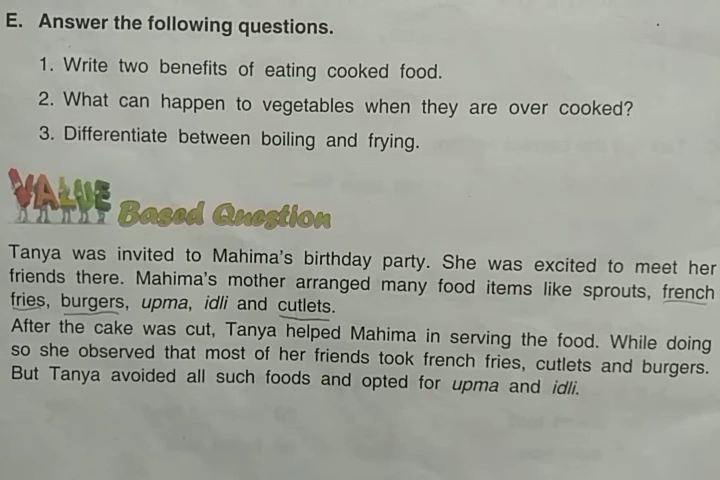 E. Answer the following questions.
1. Write two benefits of eating cooked food.
2. What can happen to vegetables when they are over cooked?
3. Differentiate between boiling and frying.
VALUE Based Question
Tanya was invited to Mahima's birthday party. She was excited to meet her
friends there. Mahima's mother arranged many food items like sprouts, french
fries, burgers, upma, idli and cutlets.
After the cake was cut, Tanya helped Mahima in serving the food. While doing
so she observed that most of her friends took french fries, cutlets and burgers.
But Tanya avoided all such foods and opted for upma and idli.